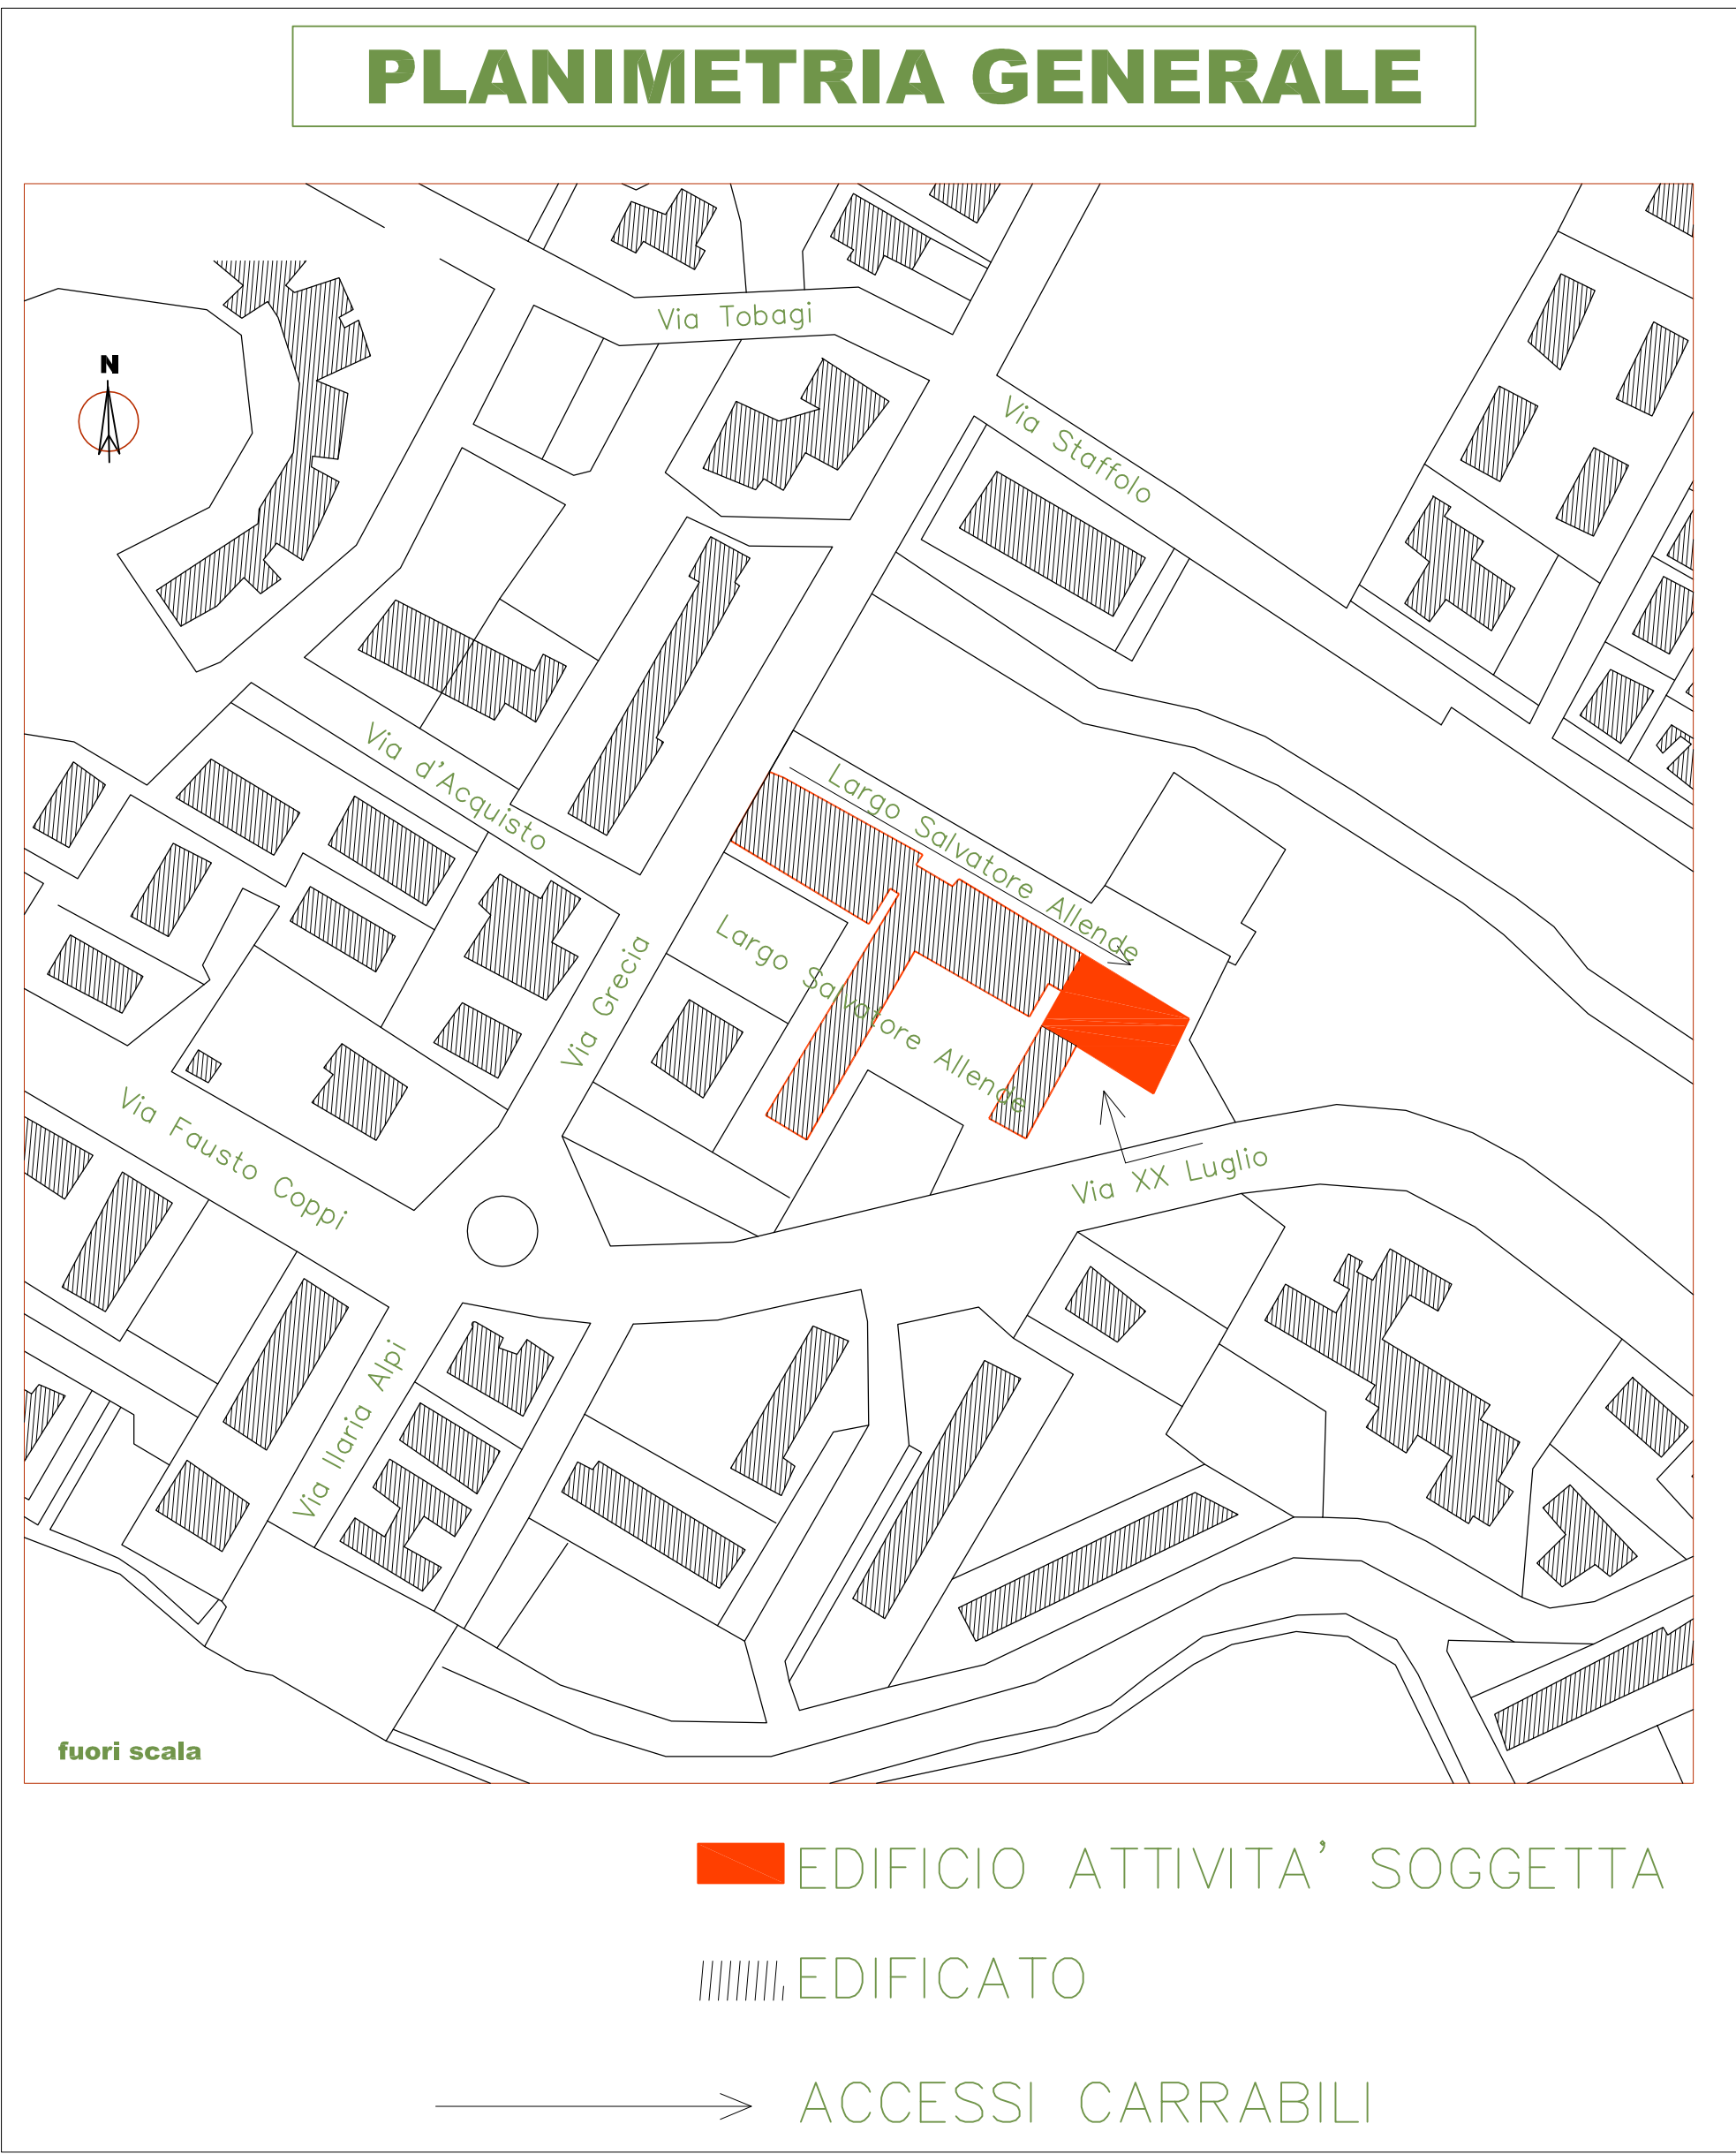 PLANIMETRIA GENERALE
Via Tobagi
N
Via Staffolo
Via d'Acquisto
Largo Salvatore Allende
Largo Salvatore Allende
Via Grecia
Via Fausto Coppi
Via XX Luglio
Via Ilaria Alpi
fuori scala
EDIFICIO ATTIVITA' SOGGETTA
EDIFICATO
ACCESSI CARRABILI